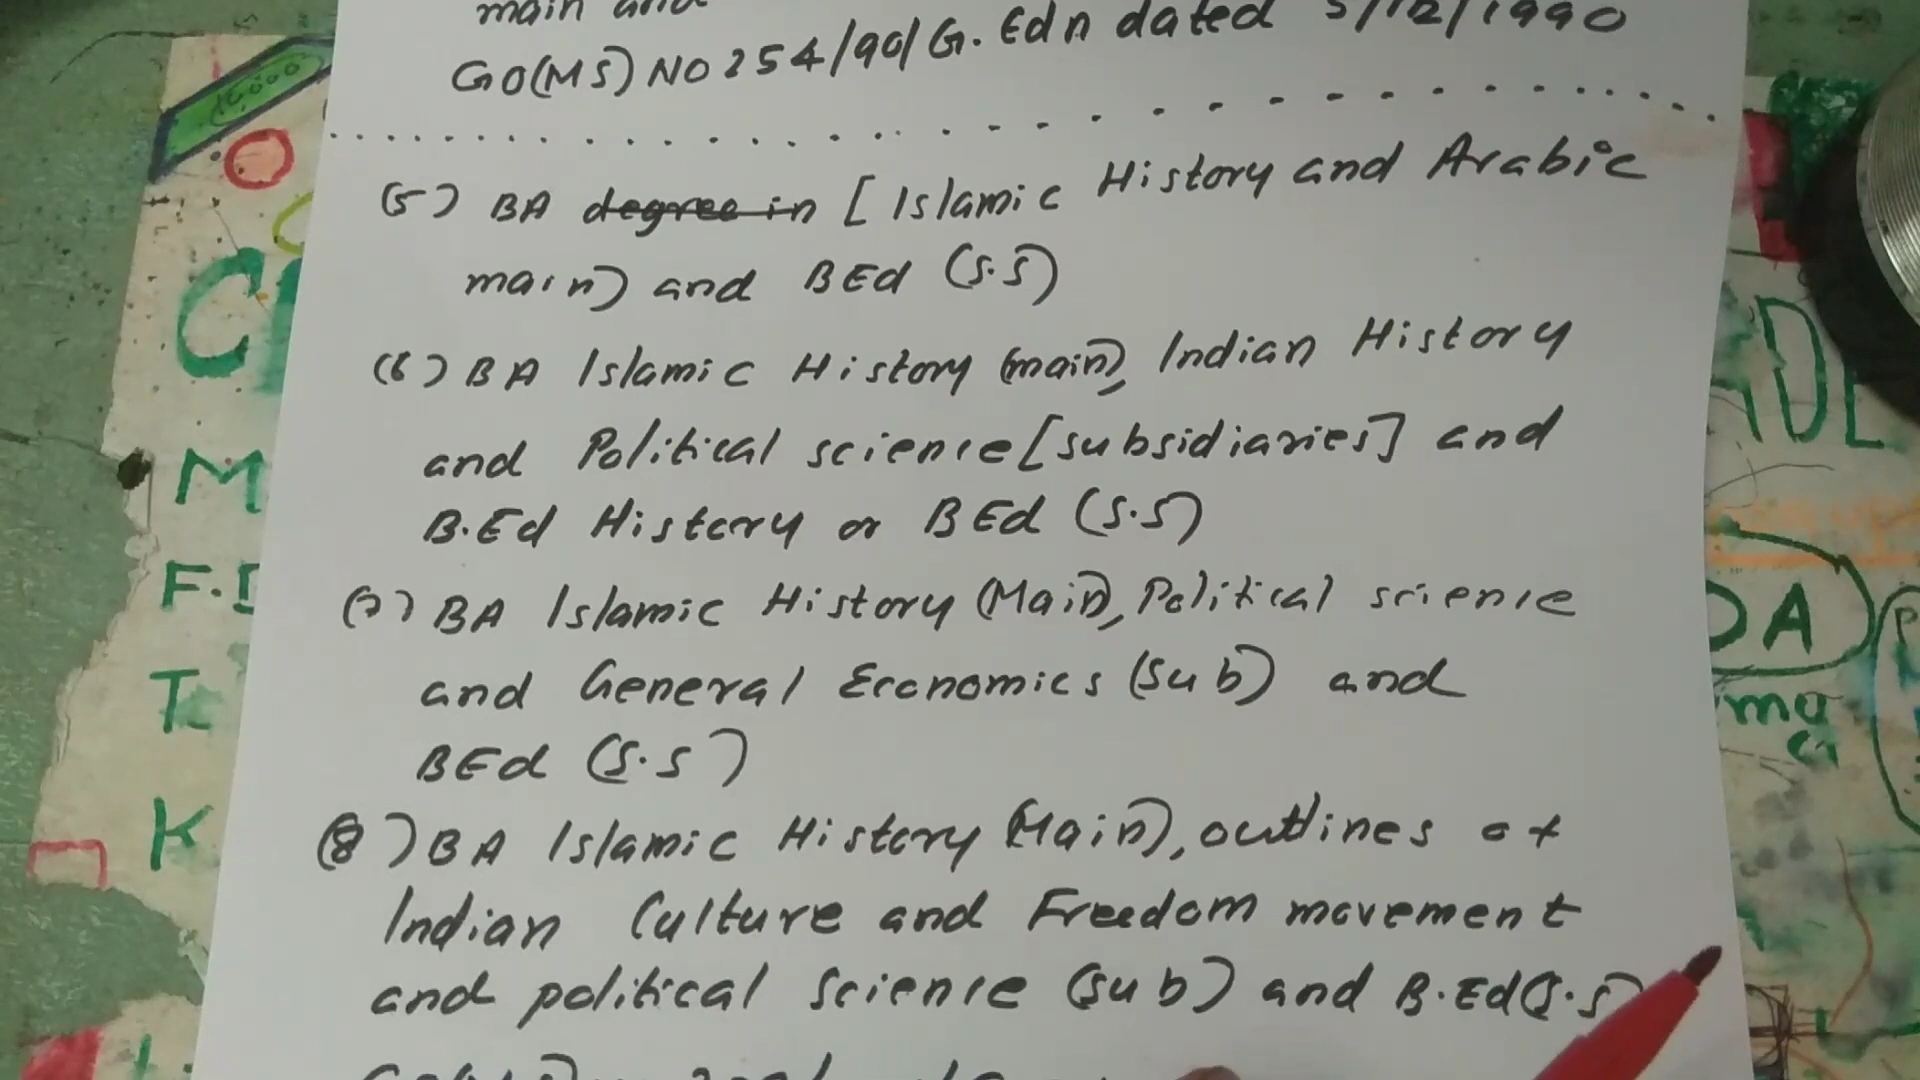 main and
GO(MS) NO 254/90/G. Edn dated 5/12/1990
(5) BA degree in [Islamic History and Arabic
main) and BEd (S.S)
(6) BA Islamic History (main), Indian History
and Political science [subsidiaries] and
B.Ed History or BEd (S.S)
(7) BA Islamic History (Main), Political science
and General Economics (Sub) and
BEd (S.S)
(8) BA Islamic History (Main), outlines of
Indian Culture and Freedom movement
and political Science (Sub) and B.Ed (S.S)
M
T
K